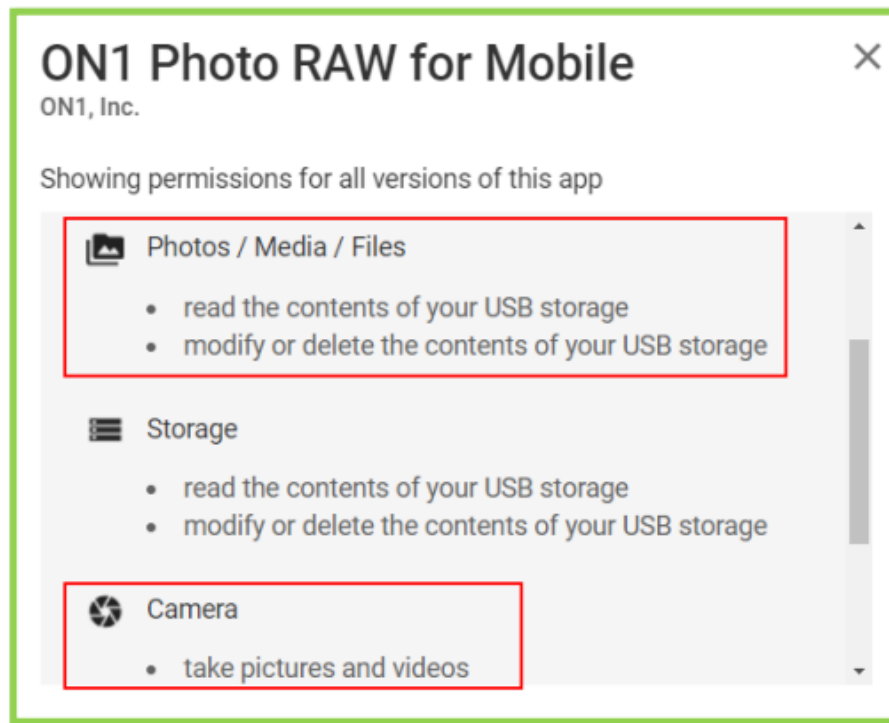 ON1 Photo RAW for Mobile
ON1, Inc.
Showing permissions for all versions of this app
Photos / Media / Files
• read the contents of your USB storage
• modify or delete the contents of your USB storage
Storage
• read the contents of your USB storage
• modify or delete the contents of your USB storage
Camera
• take pictures and videos